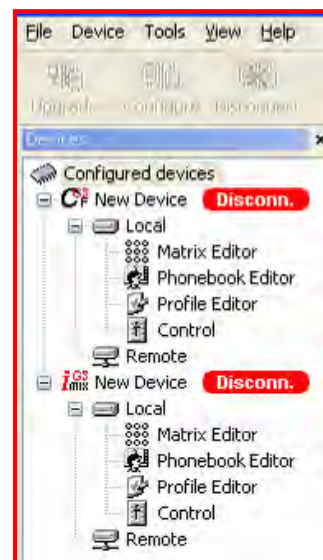 File Device Tools View Help
Upgrade Configure Disconnect
Devices
Configured devices
New Device Disconn.
Local
Matrix Editor
Phonebook Editor
Profile Editor
Control
Remote
New Device Disconn.
Local
Matrix Editor
Phonebook Editor
Profile Editor
Control
Remote